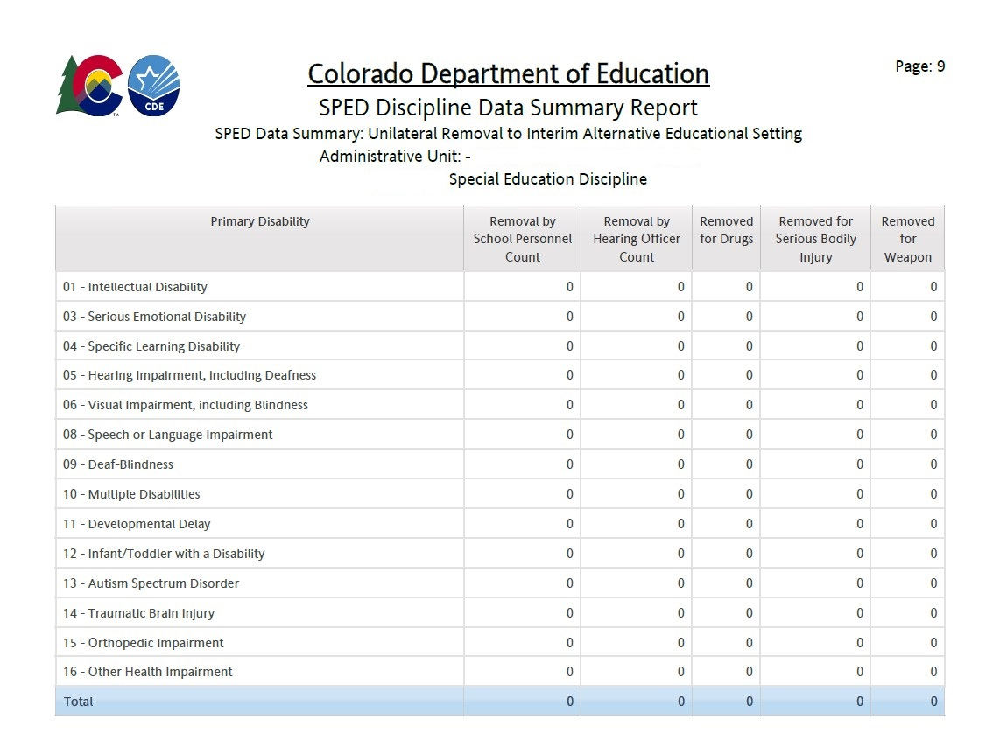 CDE
TM
Colorado Department of Education
Page: 9
SPED Discipline Data Summary Report
SPED Data Summary: Unilateral Removal to Interim Alternative Educational Setting
Administrative Unit: -
Special Education Discipline
Primary Disability Removal by School Personnel Count Removal by Hearing Officer Count Removed for Drugs Removed for Serious Bodily Injury Removed for Weapon
01 - Intellectual Disability 0 0 0 0 0
03 - Serious Emotional Disability 0 0 0 0 0
04 - Specific Learning Disability 0 0 0 0 0
05 - Hearing Impairment, including Deafness 0 0 0 0 0
06 - Visual Impairment, including Blindness 0 0 0 0 0
08 - Speech or Language Impairment 0 0 0 0 0
09 - Deaf-Blindness 0 0 0 0 0
10 - Multiple Disabilities 0 0 0 0 0
11 - Developmental Delay 0 0 0 0 0
12 - Infant/Toddler with a Disability 0 0 0 0 0
13 - Autism Spectrum Disorder 0 0 0 0 0
14 - Traumatic Brain Injury 0 0 0 0 0
15 - Orthopedic Impairment 0 0 0 0 0
16 - Other Health Impairment 0 0 0 0 0
Total 0 0 0 0 0